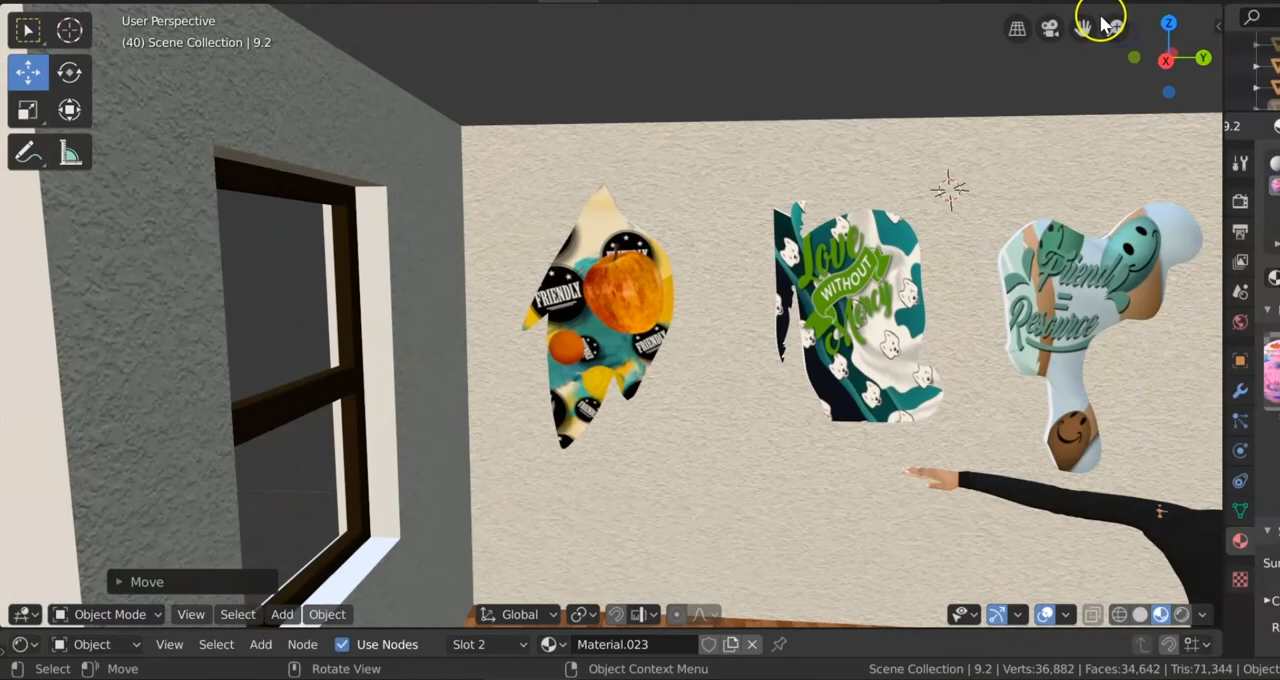 User Perspective
(40) Scene Collection | 9.2
Z
Y
X
9.2
FRIENDLY
FRIENDLY
Love
WITHOUT
Mercy
Friendly
=
Resource
Move
Object Mode
View
Select
Add
Object
Global
Object
View
Select
Add
Node
Use Nodes
Slot 2
Material.023
Su
C
R
Select
Move
Rotate View
Object Context Menu
Scene Collection | 9.2 | Verts:36,882 | Faces:34,642 | Tris:71,344 | Object